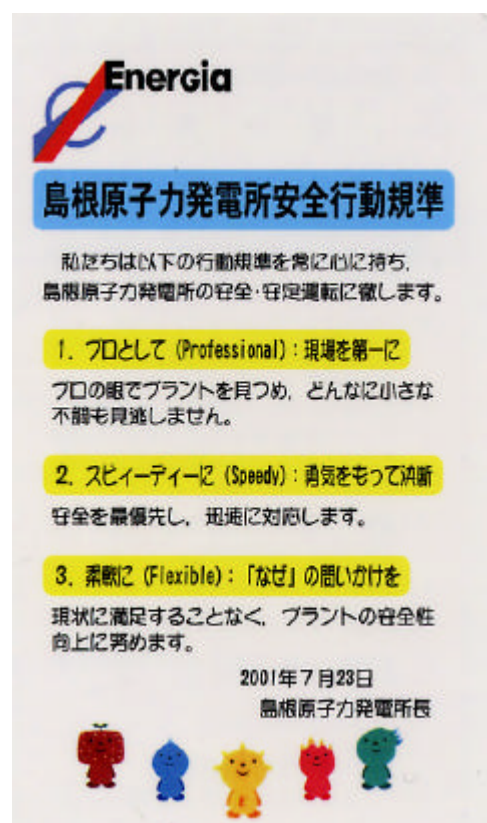 Energia
島根原子力発電所安全行動規準
私たちは以下の行動規準を常に心に持ち,
島根原子力発電所の安全・安定運転に徹します。
1. プロとして (Professional) : 現場を第一に
プロの眼でプラントを見つめ, どんなに小さな
不調も見逃しません。
2. スピィーディーに (Speedy) : 勇気をもって決断
安全を最優先し, 迅速に対応します。
3. 柔軟に (Flexible) : 「なぜ」の問いかけを
現状に満足することなく, プラントの安全性
向上に努めます。
2001年7月23日
島根原子力発電所長